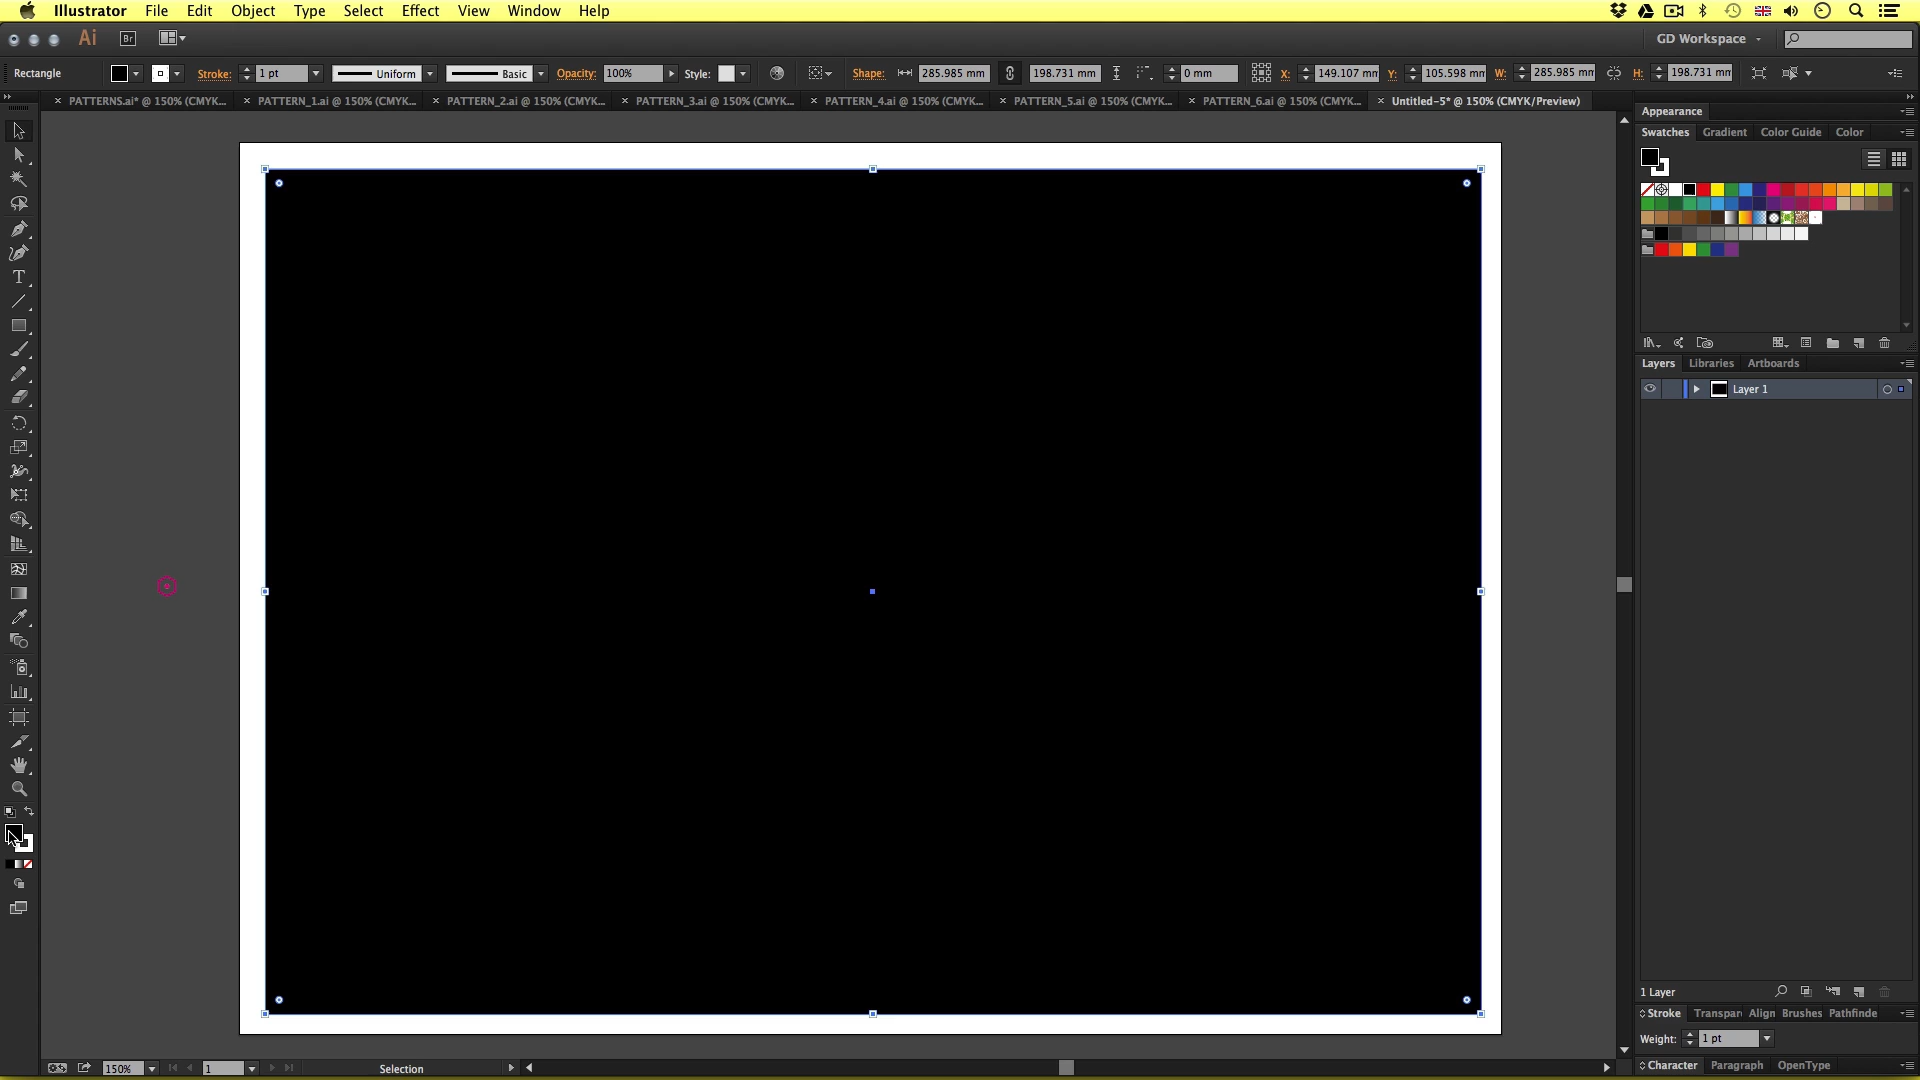 Illustrator File Edit Object Type Select Effect View Window Help
Ai Br GD Workspace
Rectangle Stroke: 1 pt Uniform Basic Opacity: 100% Style: Shape: 285.985 mm 198.731 mm 0 mm X: 149.107 mm Y: 105.598 mm W: 285.985 mm H: 198.731 mm
PATTERNS.ai* @ 150% (CMYK... PATTERN_1.ai @ 150% (CMYK... PATTERN_2.ai @ 150% (CMYK... PATTERN_3.ai @ 150% (CMYK... PATTERN_4.ai @ 150% (CMYK... PATTERN_5.ai @ 150% (CMYK... PATTERN_6.ai @ 150% (CMYK... Untitled-5* @ 150% (CMYK/Preview)
Appearance
Swatches Gradient Color Guide Color
Layers Libraries Artboards
Layer 1
1 Layer
Stroke Transpar Align Brushes Pathfinde
Weight: 1 pt
Character Paragraph OpenType
150% 1 Selection